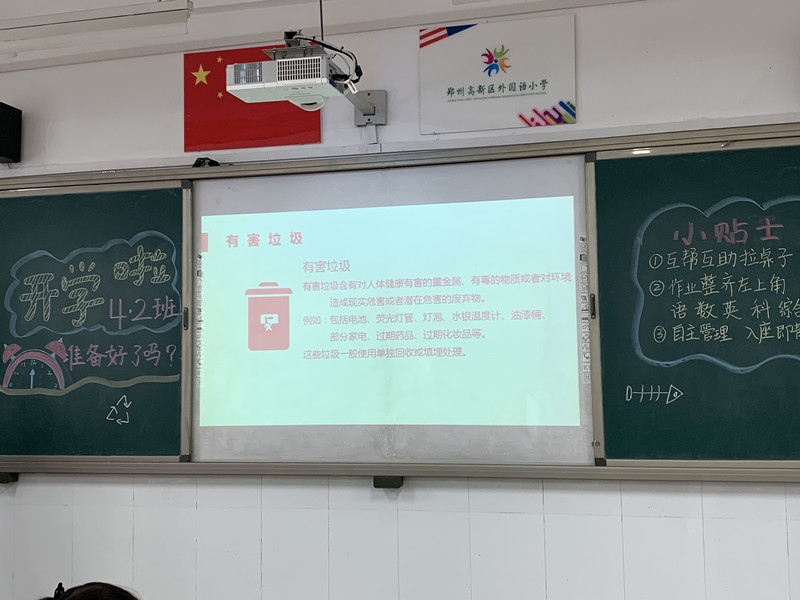 郑州高新区外国语小学
开学啦
4.2班
准备好了吗?
有害垃圾
有害垃圾
有害垃圾含有对人体健康有害的重金属、有毒的物质或者对环境
造成现实危害或者潜在危害的废弃物。
例如:包括电池、荧光灯管、灯泡、水银温度计、油漆桶、
部分家电、过期药品、过期化妆品等。
这些垃圾一般使用单独回收或填埋处理。
小贴士
①互帮互助拉桌子
②作业整齐左上角
语 数 英 科 综合
③自主管理 入座即